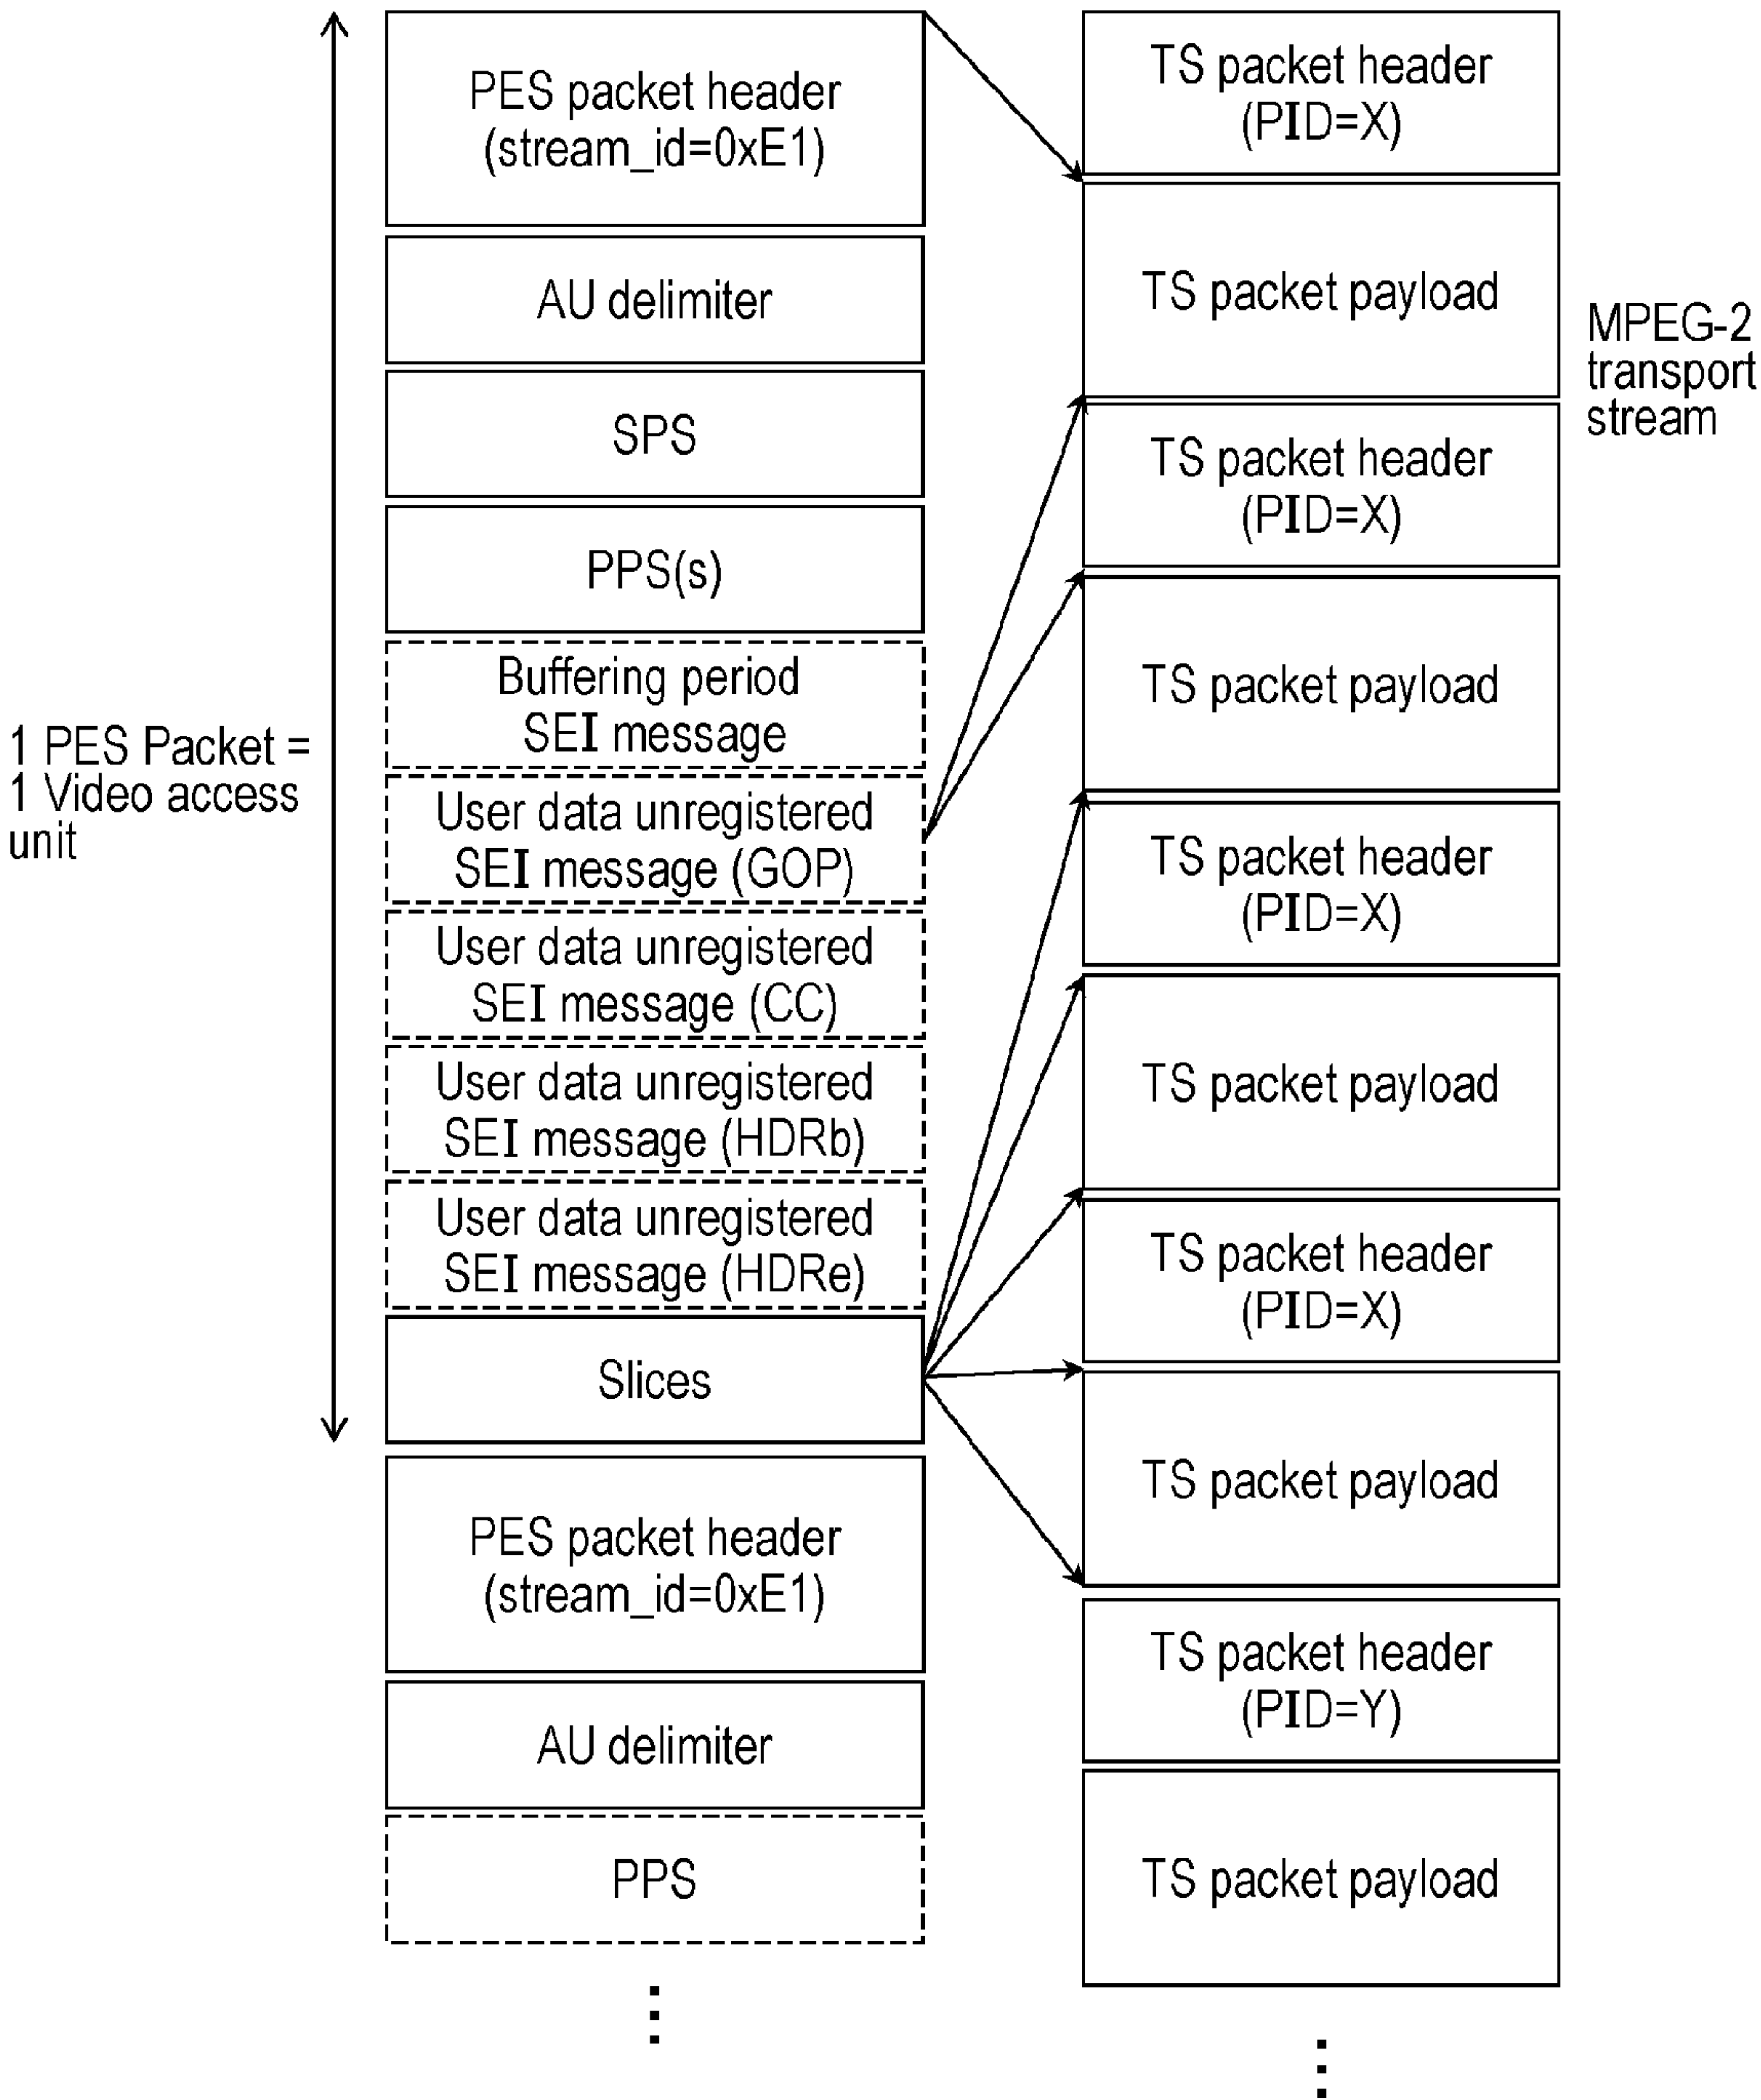 1 PES Packet =
1 Video access
unit
PES packet header
(stream_id=0xE1)
AU delimiter
SPS
PPS(s)
Buffering period
SEI message
User data unregistered
SEI message (GOP)
User data unregistered
SEI message (CC)
User data unregistered
SEI message (HDRb)
User data unregistered
SEI message (HDRe)
Slices
PES packet header
(stream_id=0xE1)
AU delimiter
PPS
TS packet header
(PID=X)
TS packet payload
TS packet header
(PID=X)
TS packet payload
TS packet header
(PID=X)
TS packet payload
TS packet header
(PID=X)
TS packet payload
TS packet header
(PID=Y)
TS packet payload
MPEG-2
transport
stream